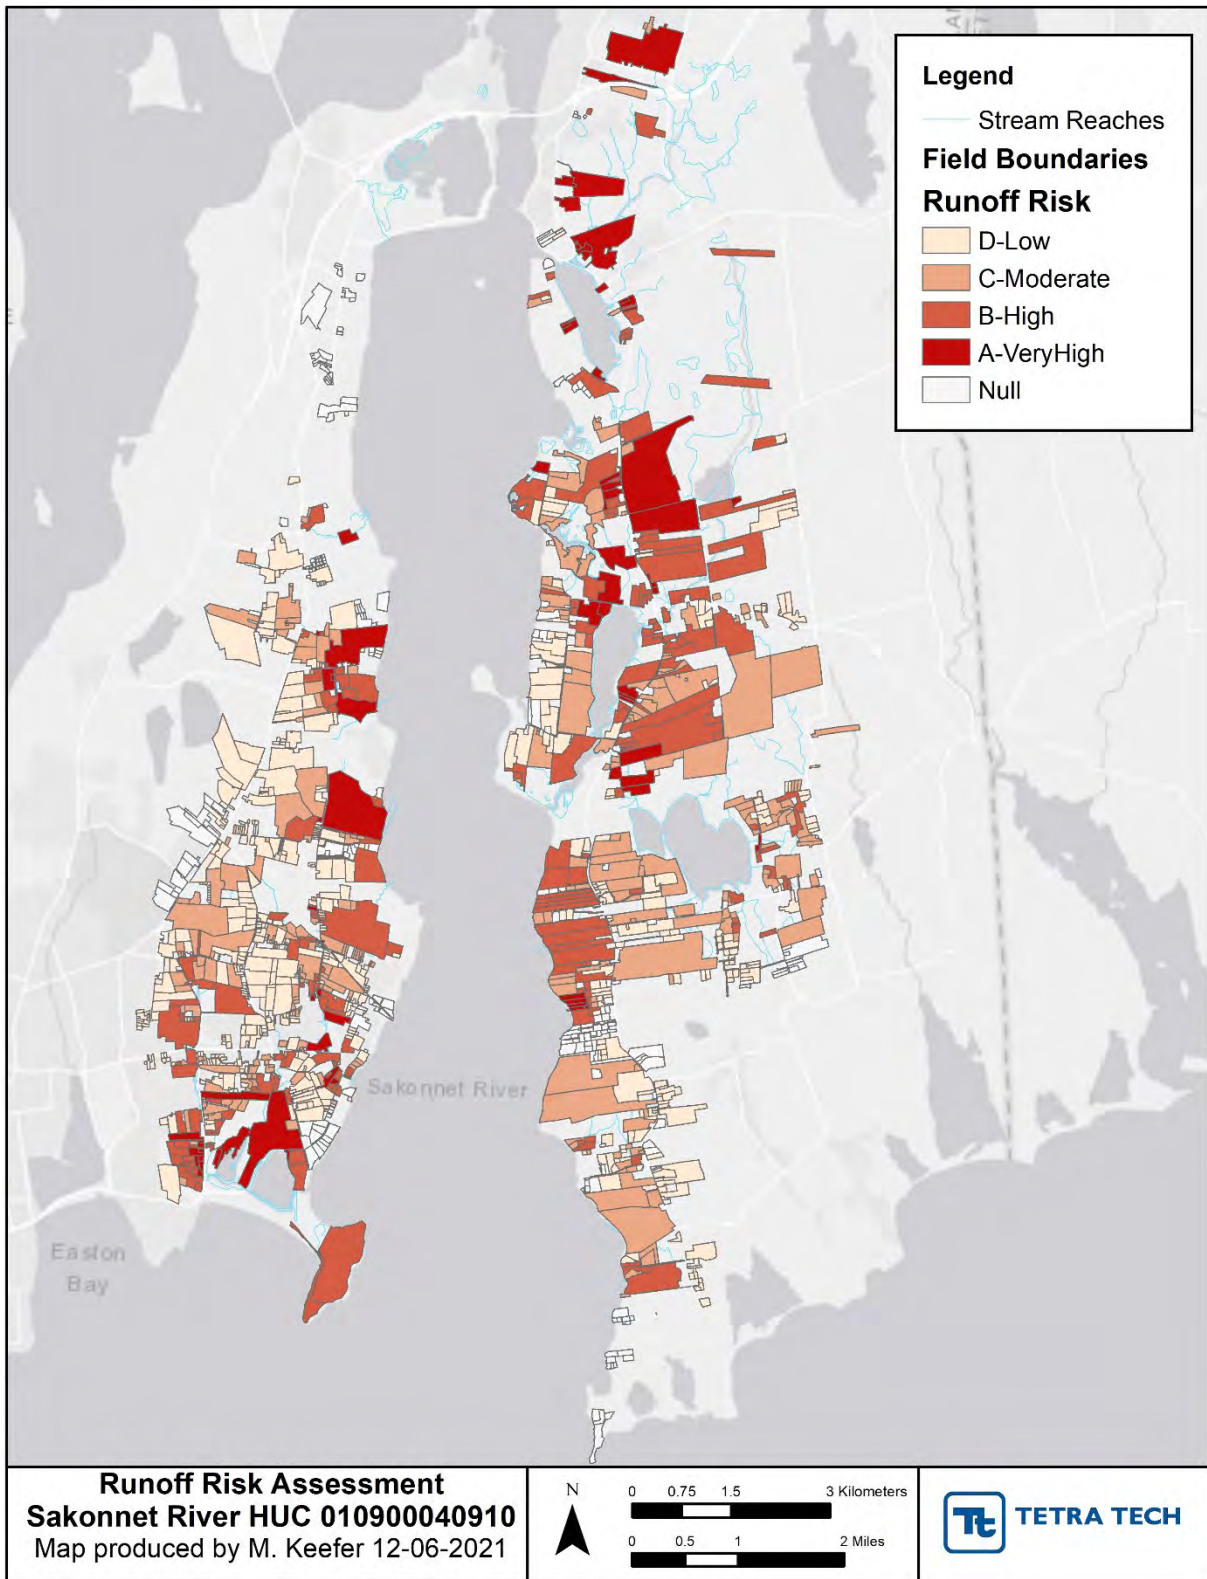 Legend
Stream Reaches
Field Boundaries
Runoff Risk
D-Low
C-Moderate
B-High
A-VeryHigh
Null
Sakonnet River
Easton
Bay
Runoff Risk Assessment
Sakonnet River HUC 010900040910
Map produced by M. Keefer 12-06-2021
N
0 0.75 1.5 3 Kilometers
0 0.5 1 2 Miles
Tt TETRA TECH